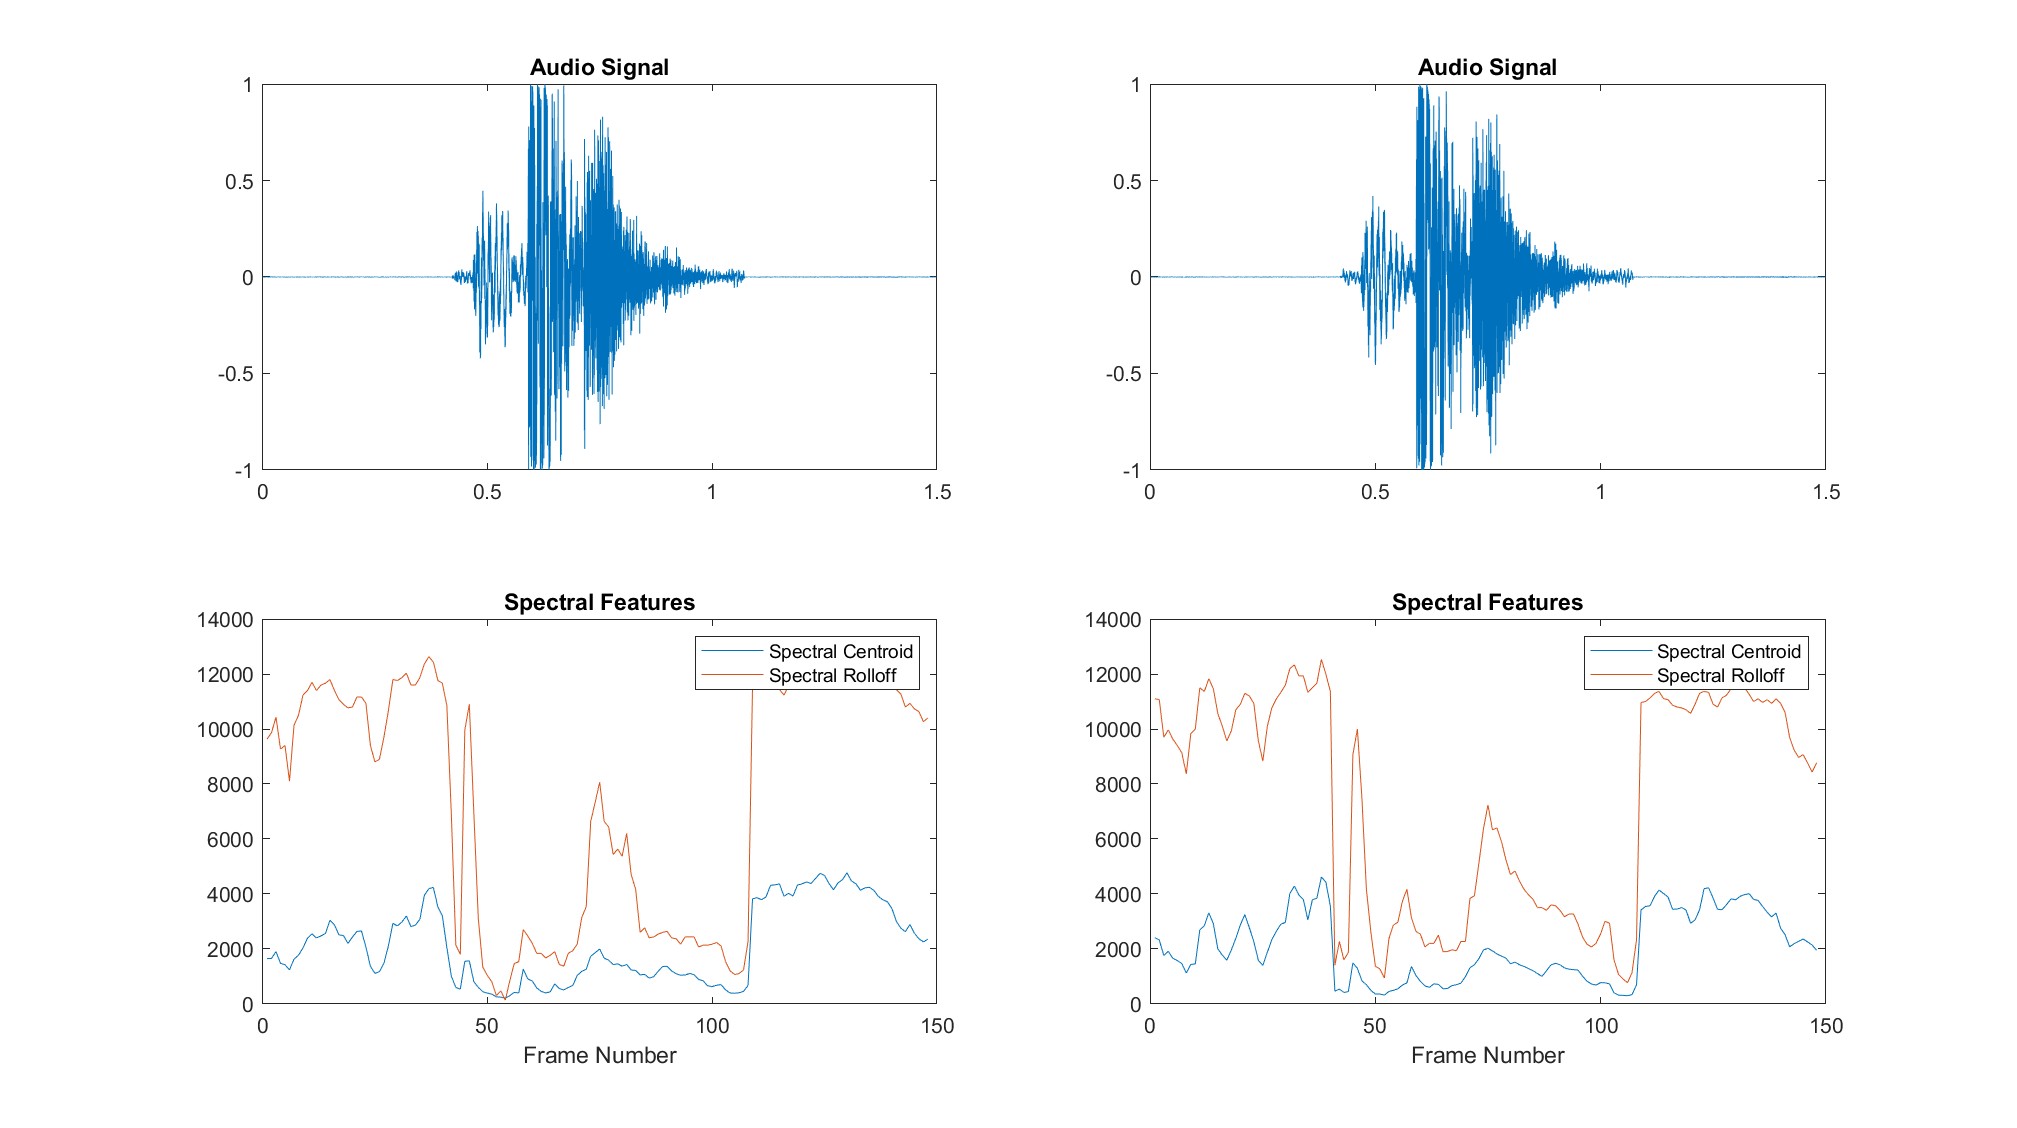 Audio Signal
1
0.5
0
-0.5
-1
0 0.5 1 1.5
Audio Signal
1
0.5
0
-0.5
-1
0 0.5 1 1.5
Spectral Features
14000
12000
10000
8000
6000
4000
2000
0
Spectral Centroid
Spectral Rolloff
0 50 100 150
Frame Number
Spectral Features
14000
12000
10000
8000
6000
4000
2000
0
Spectral Centroid
Spectral Rolloff
0 50 100 150
Frame Number